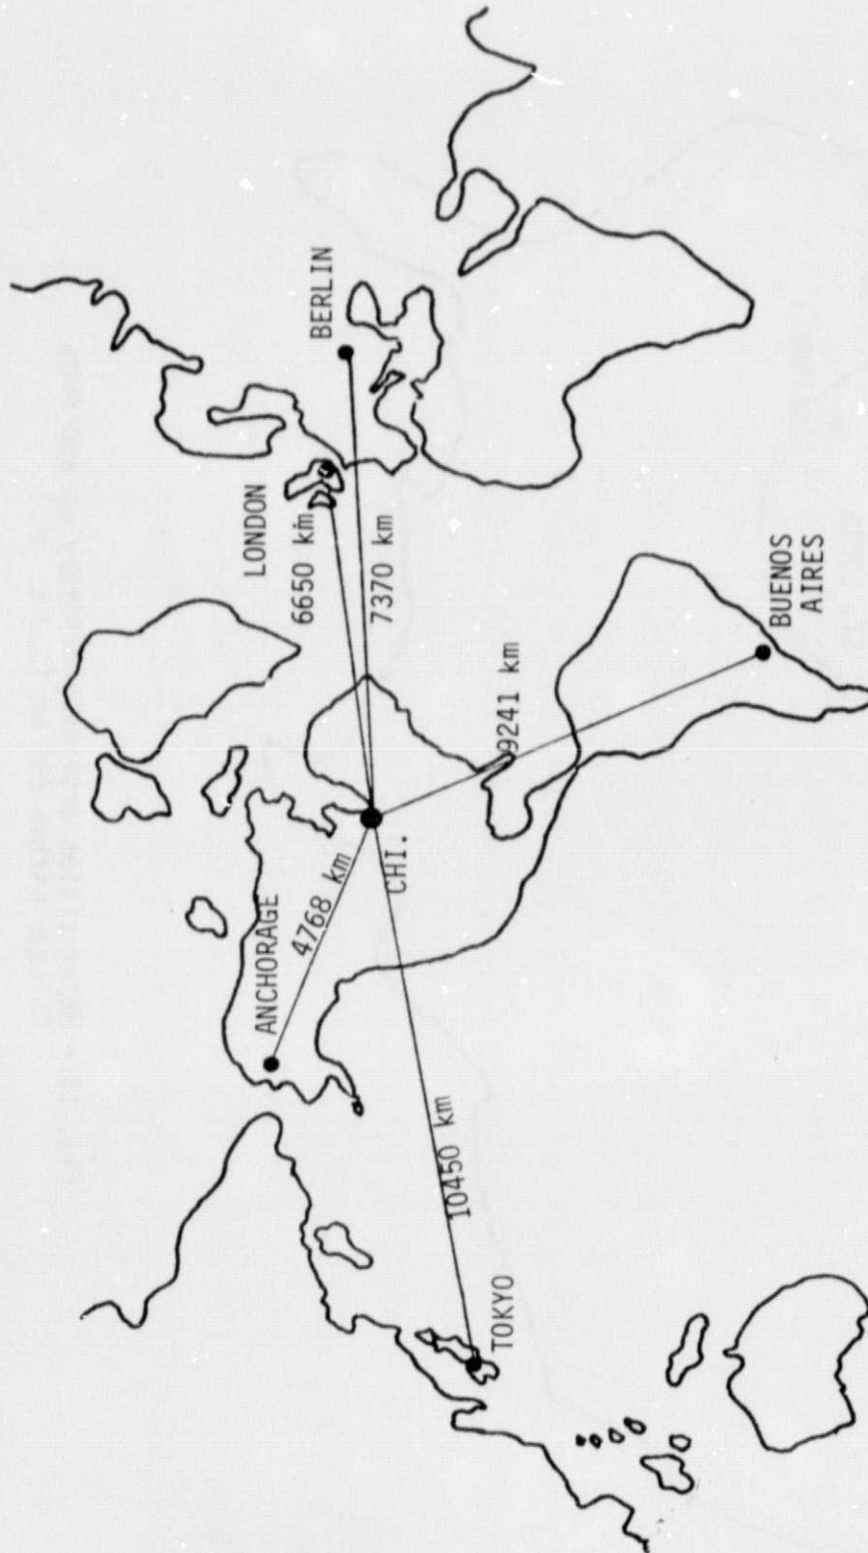 ANCHORAGE
4768 km
CHI.
10450 km
TOKYO
LONDON
6650 km
BERLIN
7370 km
9241 km
BUENOS
AIRES